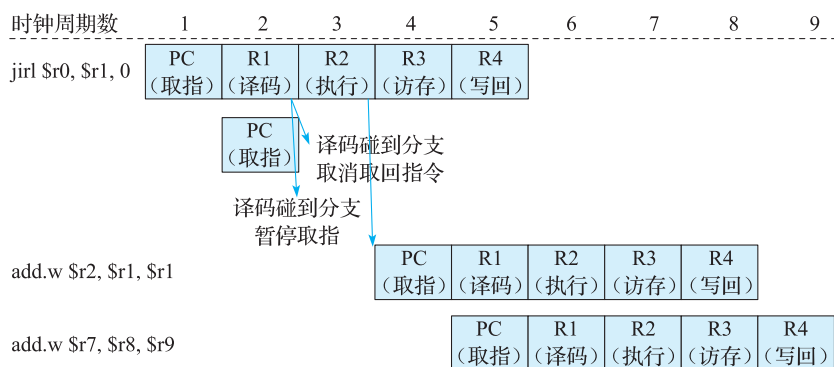 时钟周期数 1 2 3 4 5 6 7 8 9
jirl $r0, $r1, 0
PC R1 R2 R3 R4
（取指） （译码） （执行） （访存） （写回）
PC
（取指）
译码碰到分支
取消取回指令
译码碰到分支
暂停取指
add.w $r2, $r1, $r1
PC R1 R2 R3 R4
（取指） （译码） （执行） （访存） （写回）
add.w $r7, $r8, $r9
PC R1 R2 R3 R4
（取指） （译码） （执行） （访存） （写回）